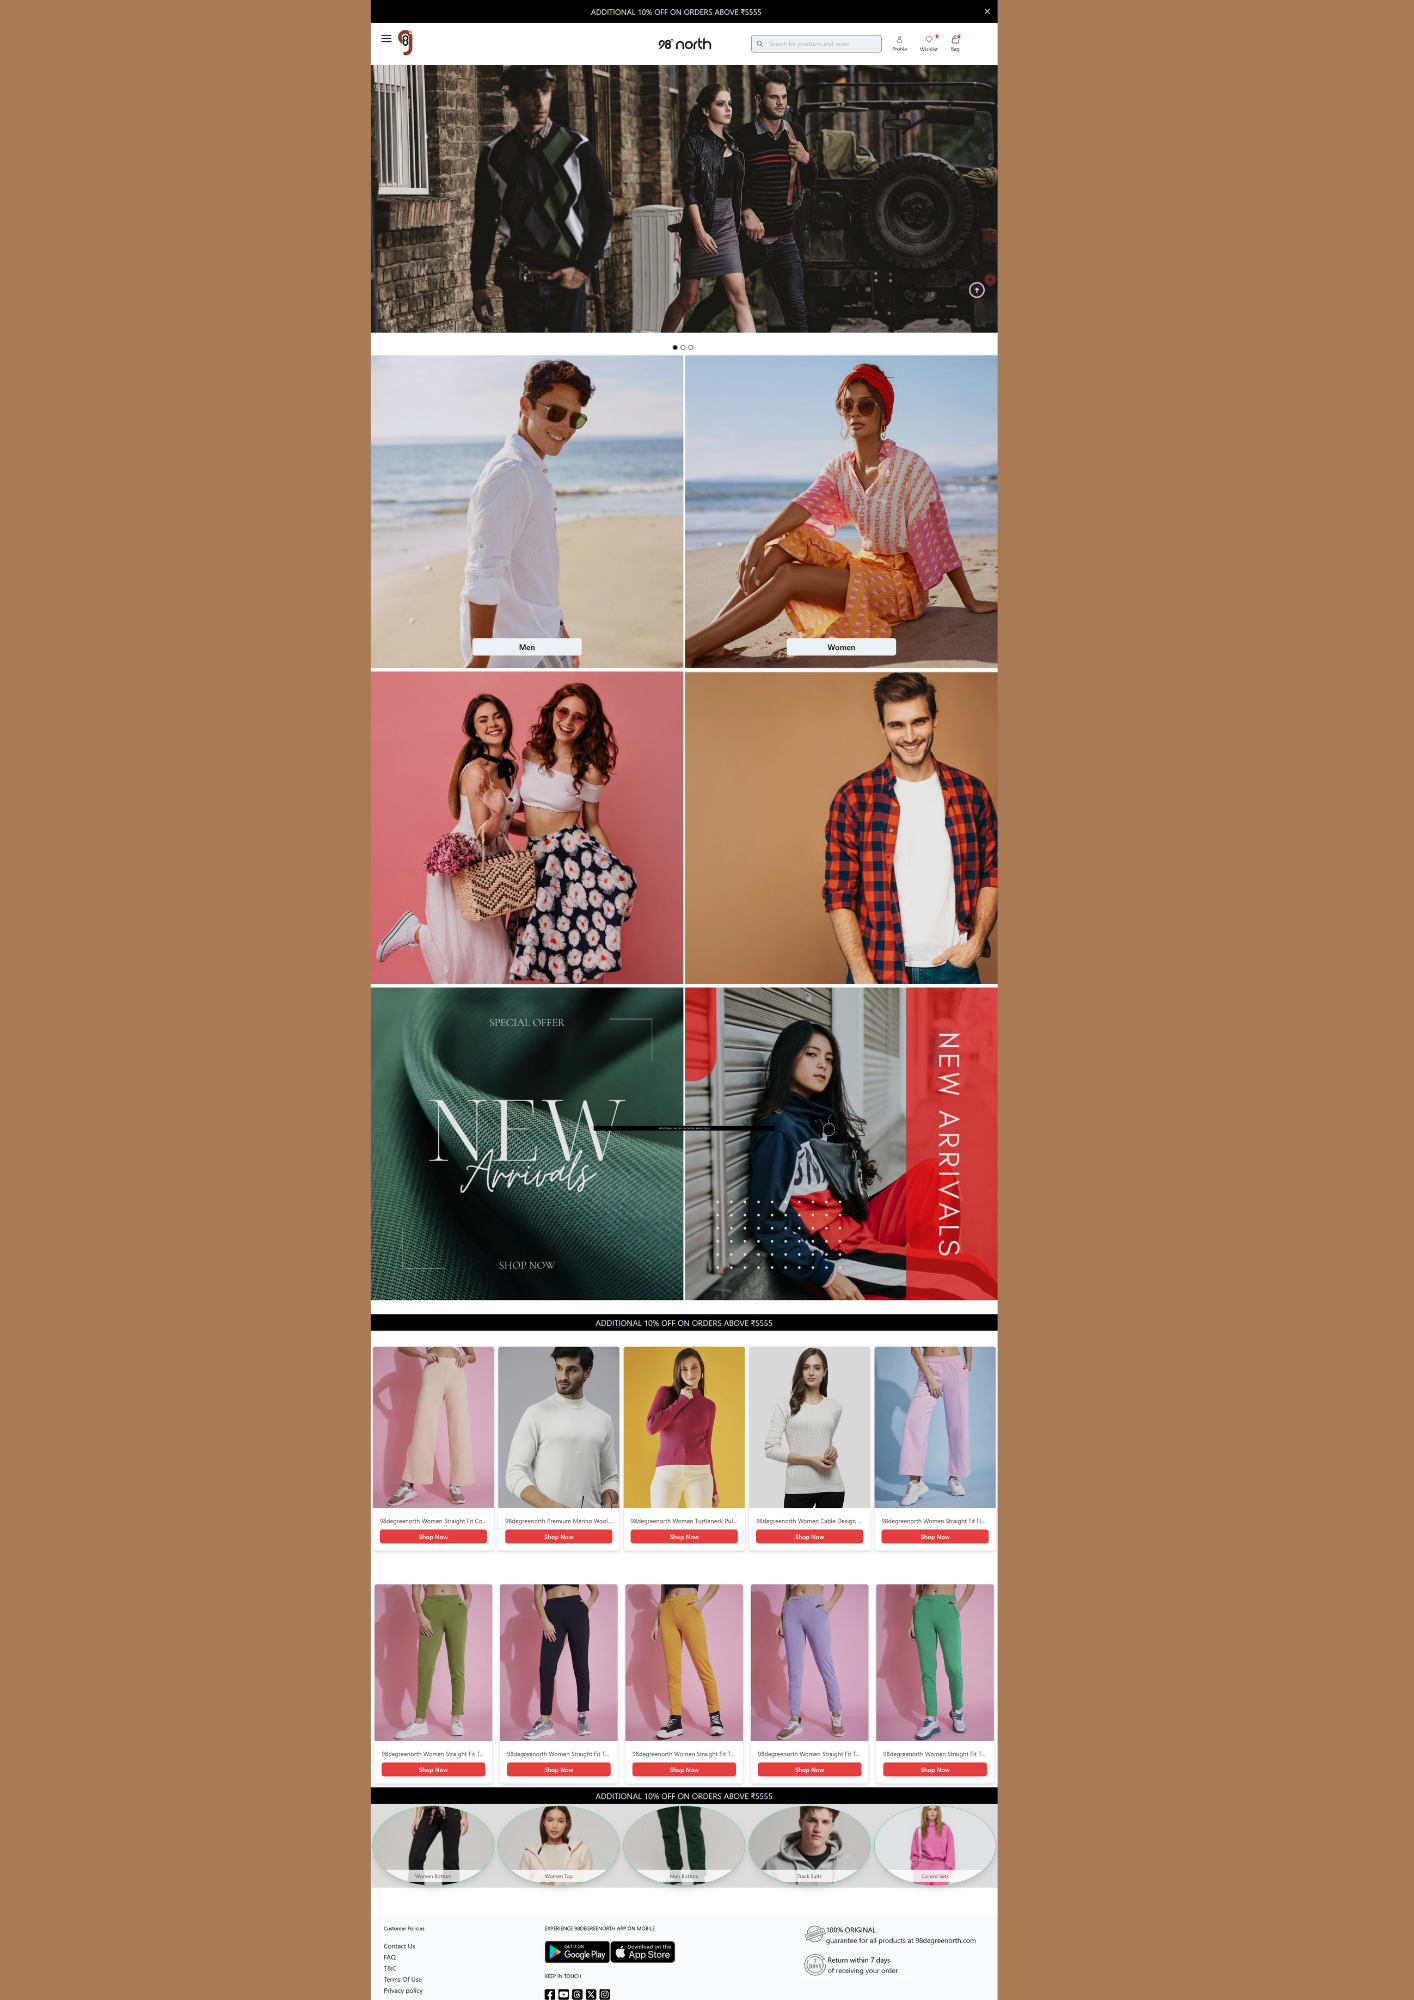 ADDITIONAL 10% OFF ON ORDERS ABOVE ₹5555
98° north
Search for products and more
Profile
Wishlist
Bag
Men
Women
SPECIAL OFFER
NEW
Arrivals
SHOP NOW
NEW ARRIVALS
ADDITIONAL 10% OFF ON ORDERS ABOVE ₹5555
98degreenorth Women Straight Fit Co...
98degreenorth Premium Merino Wool...
98degreenorth Women Turtleneck Pul...
98degreenorth Women Cable Design ...
98degreenorth Women Straight Fit Fl...
Shop Now
Shop Now
Shop Now
Shop Now
Shop Now
98degreenorth Women Straight Fit T...
98degreenorth Women Straight Fit T...
98degreenorth Women Straight Fit T...
98degreenorth Women Straight Fit T...
98degreenorth Women Straight Fit T...
Shop Now
Shop Now
Shop Now
Shop Now
Shop Now
ADDITIONAL 10% OFF ON ORDERS ABOVE ₹5555
Women Bottom
Women Top
Men Bottom
Track Suits
Co-ord Sets
Customer Policies
Contact Us
FAQ
T&C
Terms Of Use
Privacy policy
EXPERIENCE 98DEGREENORTH APP ON MOBILE
GET IT ON
Google Play
Download on the
App Store
KEEP IN TOUCH
100% ORIGINAL
guarantee for all products at 98degreenorth.com
7
DAYS
Return within 7 days
of receiving your order